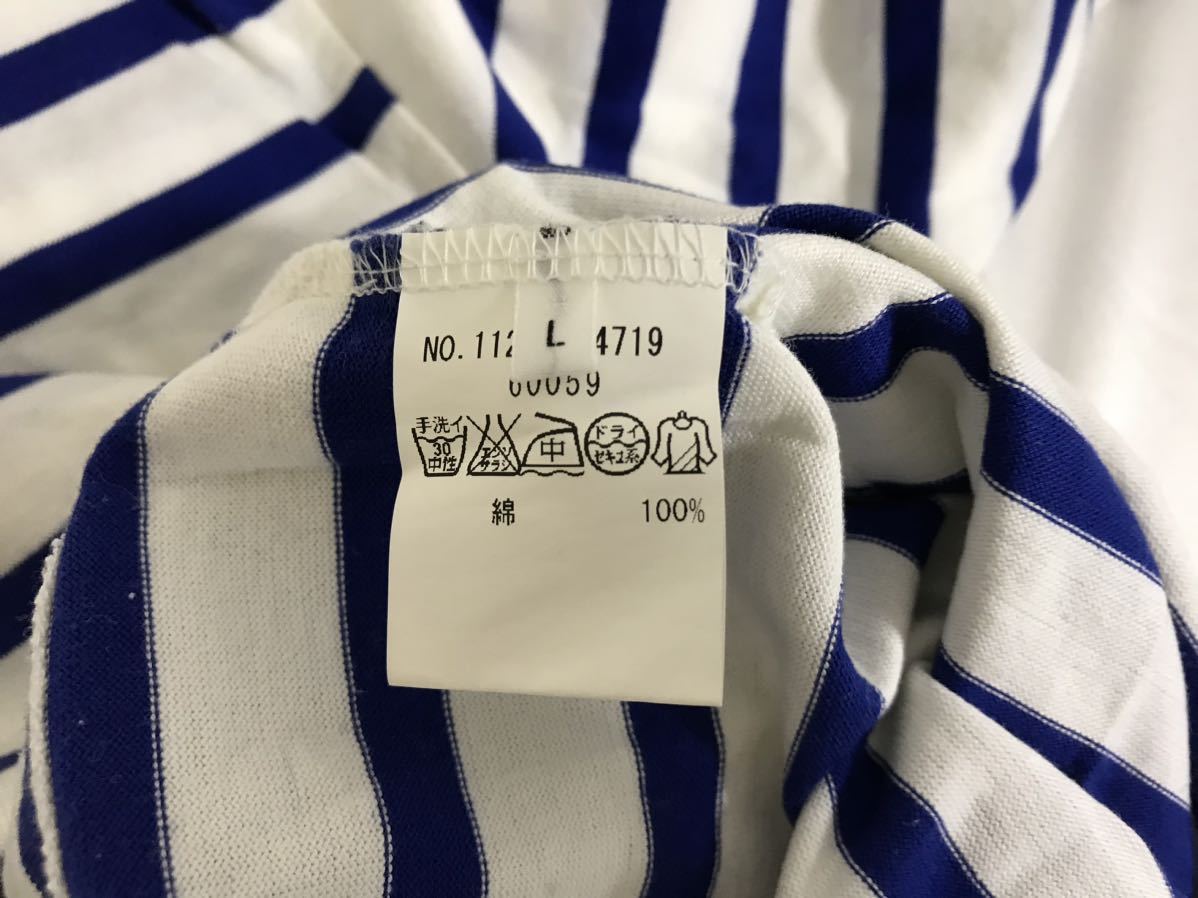 L
NO.112 4719
60059
手洗イ 30 中性 エンソ サラシ 中 ドライ セキユ系
綿 100%